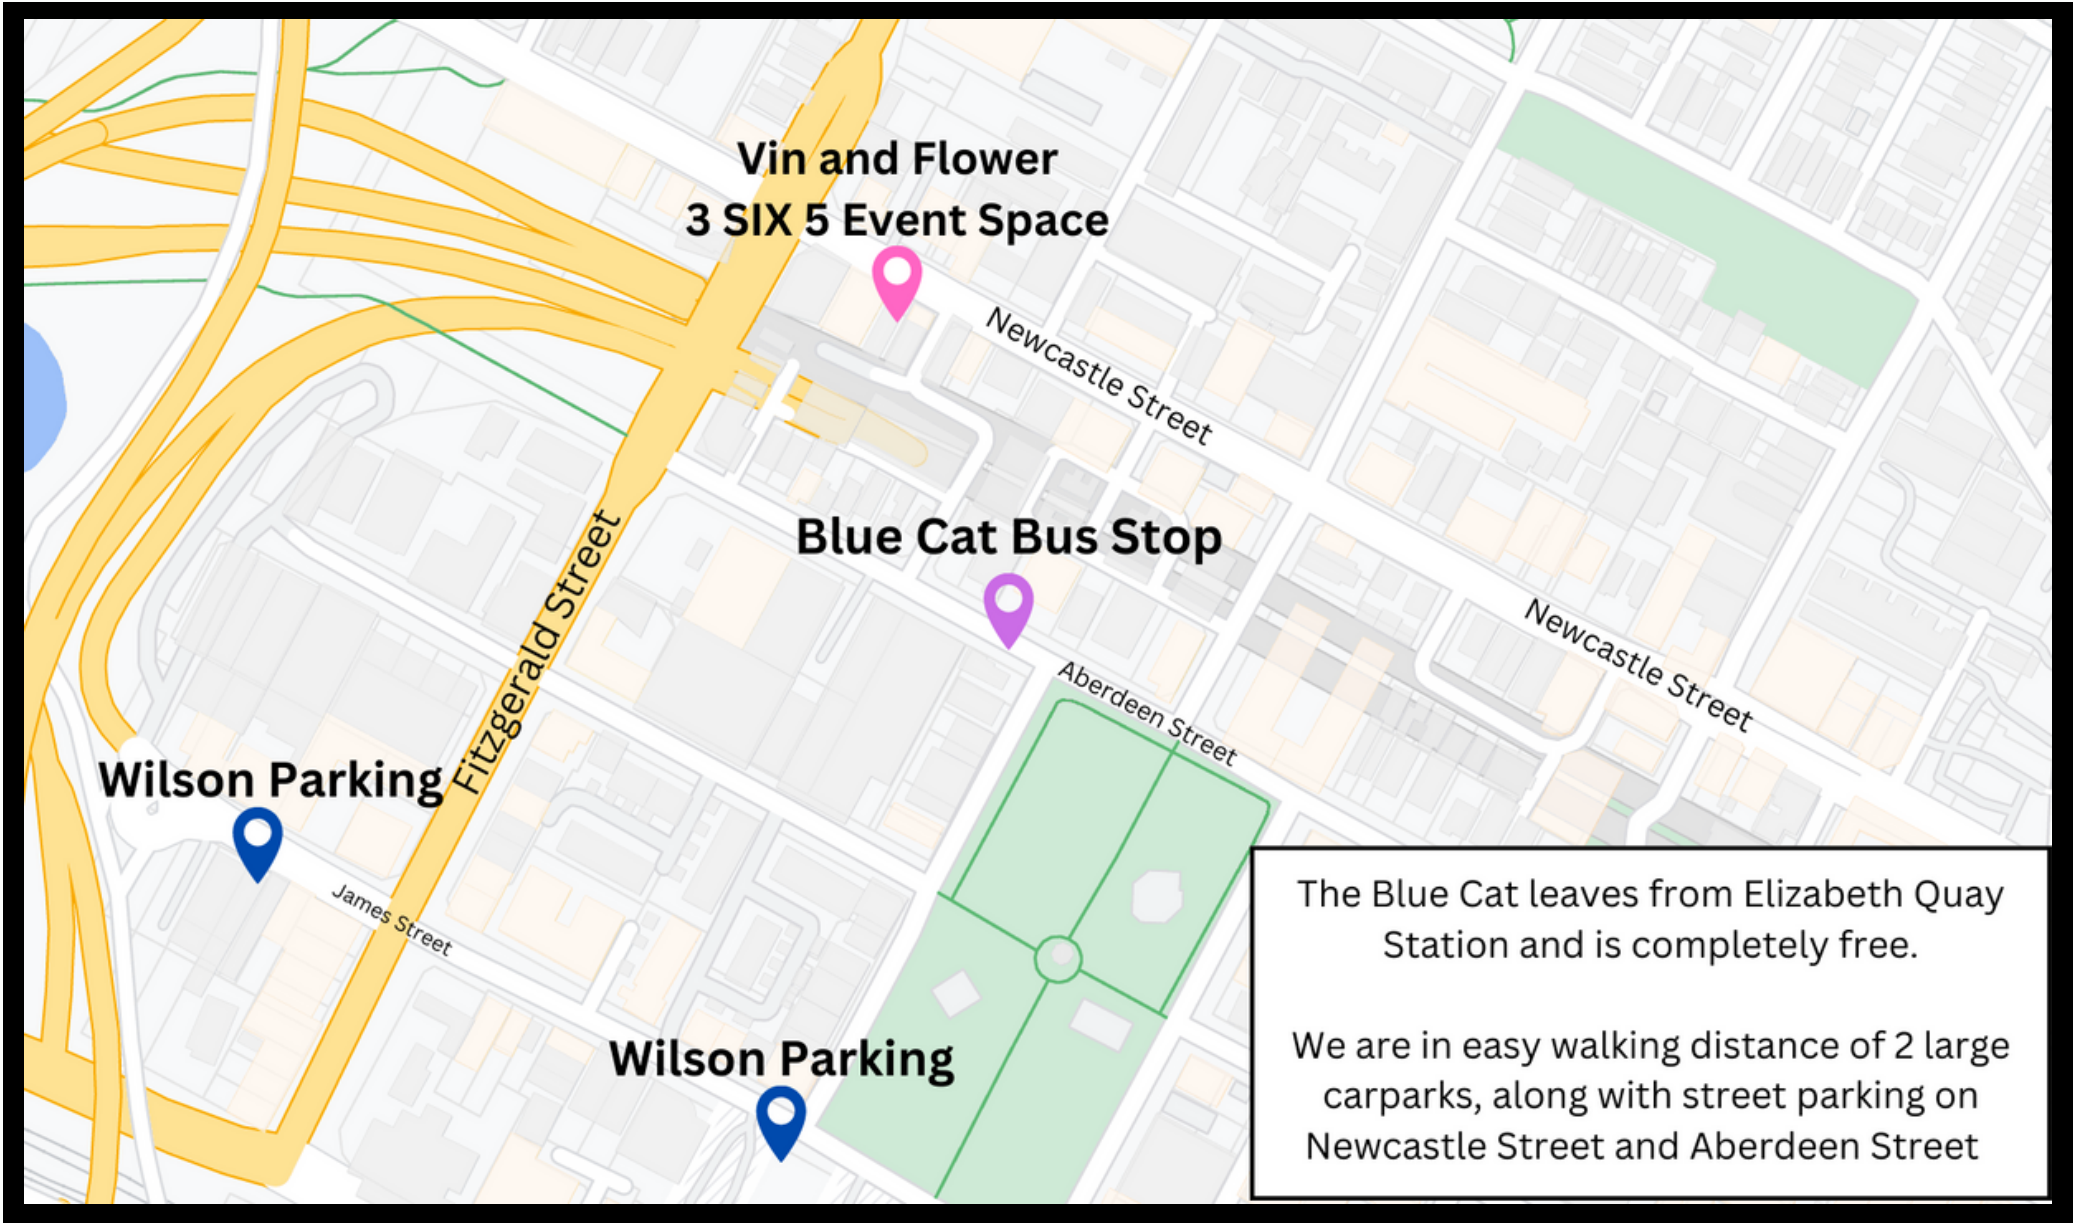 Vin and Flower
3 SIX 5 Event Space
Newcastle Street
Blue Cat Bus Stop
Fitzgerald Street
Newcastle Street
Aberdeen Street
Wilson Parking
James Street
Wilson Parking
The Blue Cat leaves from Elizabeth Quay
Station and is completely free.
We are in easy walking distance of 2 large
carparks, along with street parking on
Newcastle Street and Aberdeen Street